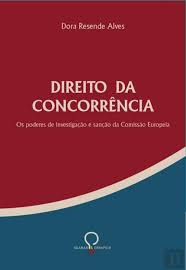 Dora Resende Alves
DIREITO DA
CONCORRÊNCIA
Os poderes de investigação e sanção da Comissão Europeia